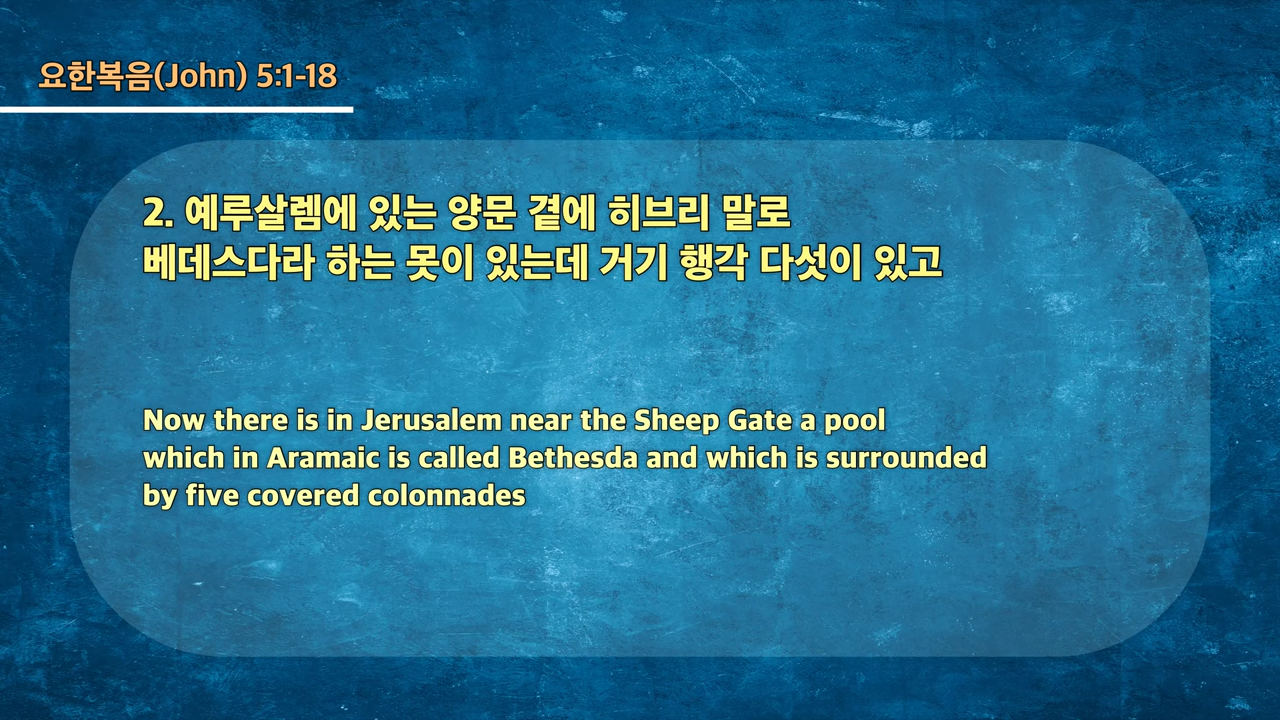 요한복음(John) 5:1-18
2. 예루살렘에 있는 양문 곁에 히브리 말로
베데스다라 하는 못이 있는데 거기 행각 다섯이 있고
Now there is in Jerusalem near the Sheep Gate a pool
which in Aramaic is called Bethesda and which is surrounded
by five covered colonnades